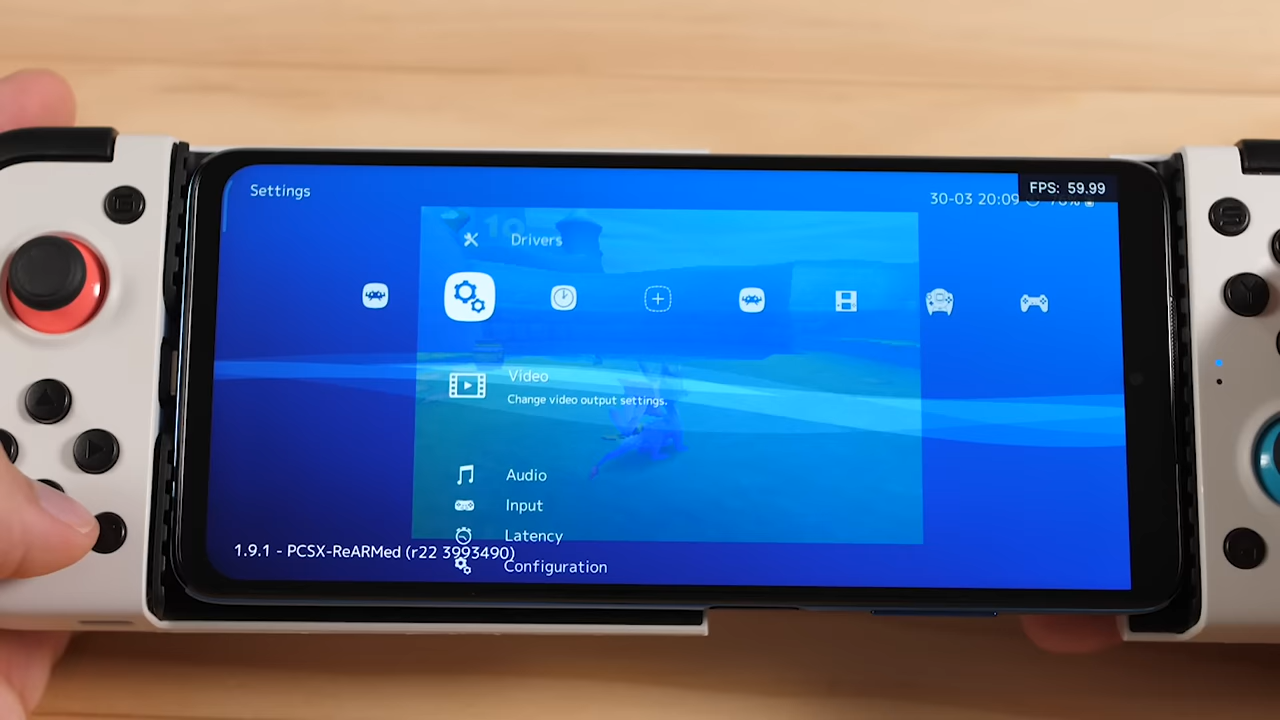 Settings
FPS: 59.99
30-03 20:09
Drivers
Video
Change video output settings.
Audio
Input
Latency
1.9.1 - PCSX-ReARMed (r22 3993490)
Configuration
Y